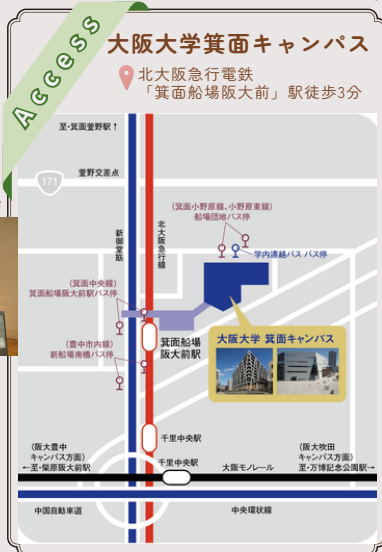 Access
大阪大学箕面キャンパス
北大阪急行電鉄
「箕面船場阪大前」駅徒歩3分
至・箕面萱野駅↑
萱野交差点
171
(箕面小野原線、小野原東線)
船場団地バス停
学内連絡バス バス停
新御堂筋
北大阪急行線
(箕面中央線)
箕面船場阪大前駅バス停
大阪大学 箕面キャンパス
箕面船場
阪大前駅
(豊中市内線)
新船場南橋バス停
千里中央駅
(阪大豊中
キャンパス方面)
←至・柴原阪大前駅
千里中央駅
大阪モノレール
(阪大吹田
キャンパス方面)
至・万博記念公園駅→
中国自動車道
中央環状線